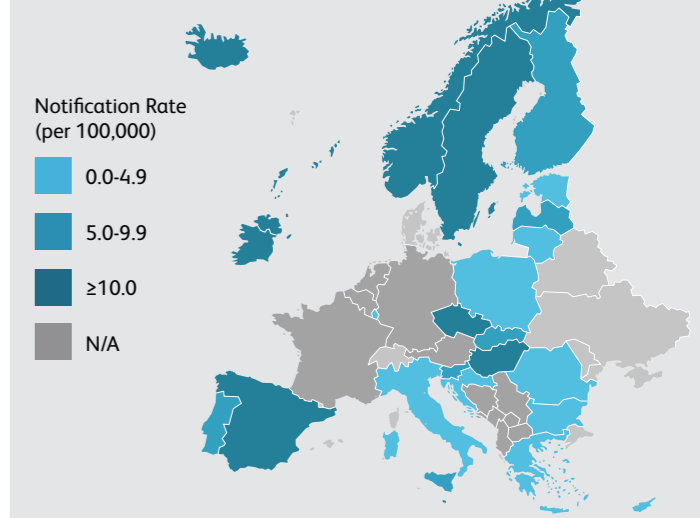 Notification Rate
(per 100,000)
0.0-4.9
5.0-9.9
≥10.0
N/A